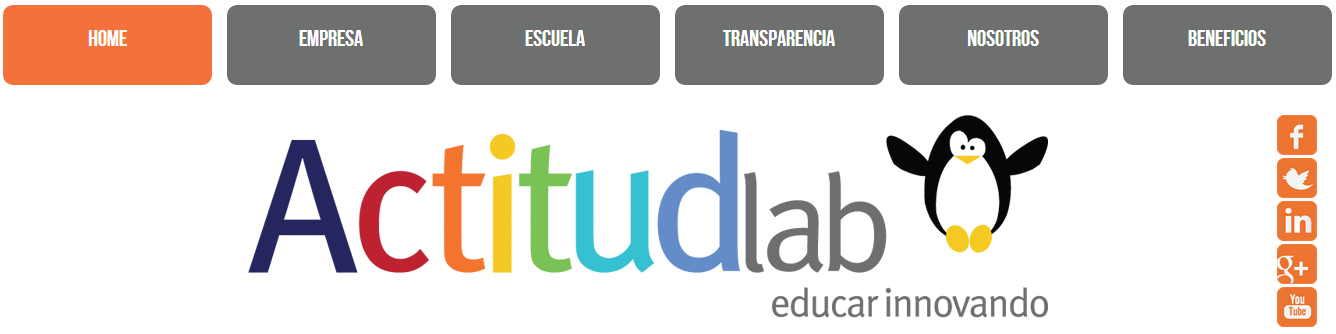 HOME EMPRESA ESCUELA TRANSPARENCIA NOSOTROS BENEFICIOS
Actitudlab
educar innovando
f
in
g+
You
Tube